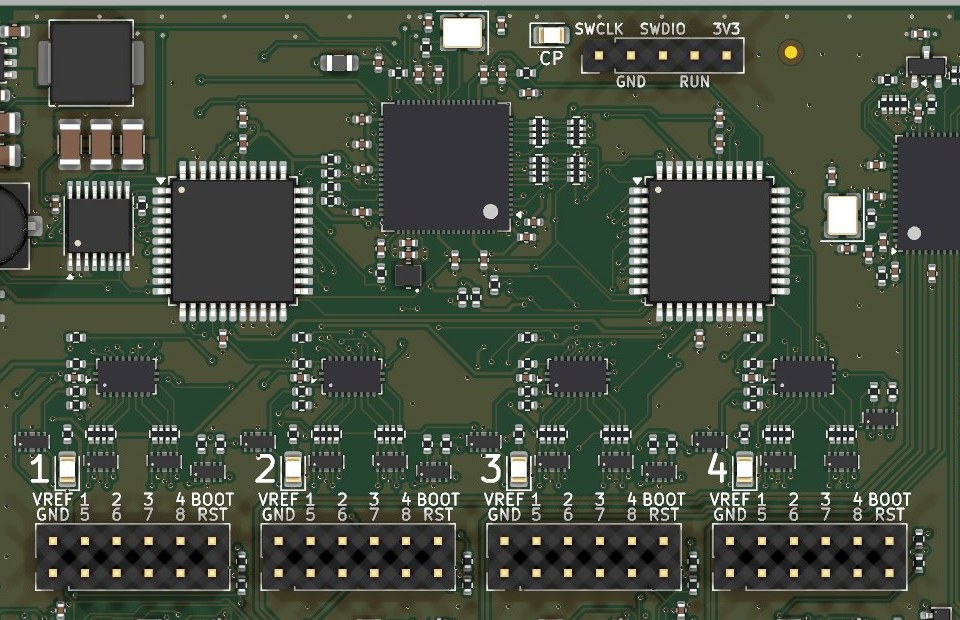 SWCLK SWDIO 3V3
CP
GND RUN
1 2 3 4
VREF 1 2 3 4 BOOT VREF 1 2 3 4 BOOT VREF 1 2 3 4 BOOT VREF 1 2 3 4 BOOT
GND 5 6 7 8 RST GND 5 6 7 8 RST GND 5 6 7 8 RST GND 5 6 7 8 RST